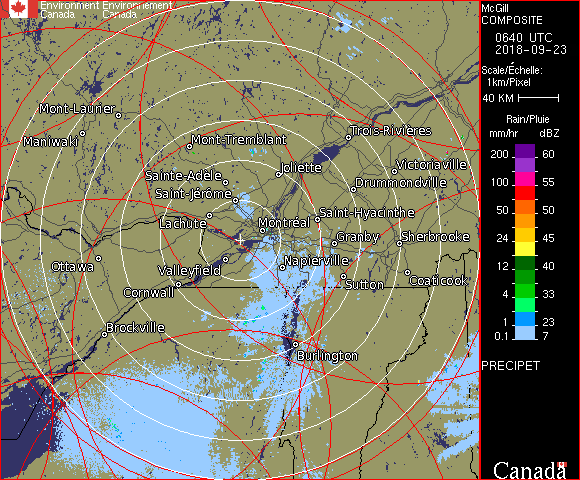 Environment Environnement
Canada Canada
McGill
COMPOSITE
0640 UTC
2018-09-23
Scale/Échelle:
1km/Pixel
40 KM
Rain/Pluie
mm/hr dBZ
200 60
100 55
50 50
24 45
12 40
4 33
1 23
0.1 7
PRECIPET
Canada
Mont-Laurier
Maniwaki
Mont-Tremblant
Trois-Rivières
Joliette
Victoriaville
Sainte-Adèle
Drummondville
Saint-Jérôme
Saint-Hyacinthe
Lachute
Montréal
Granby
Sherbrooke
Ottawa
Valleyfield
Napierville
Cornwall
Sutton
Coaticook
Brockville
Burlington